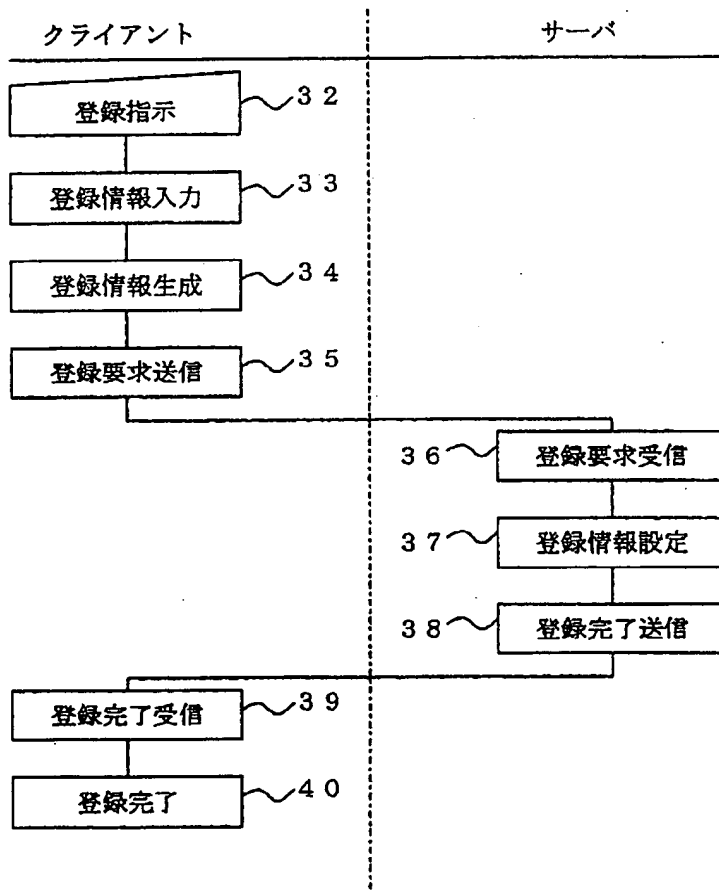 クライアント
サーバ
登録指示
32
登録情報入力
33
登録情報生成
34
登録要求送信
35
36
登録要求受信
37
登録情報設定
38
登録完了送信
登録完了受信
39
登録完了
40